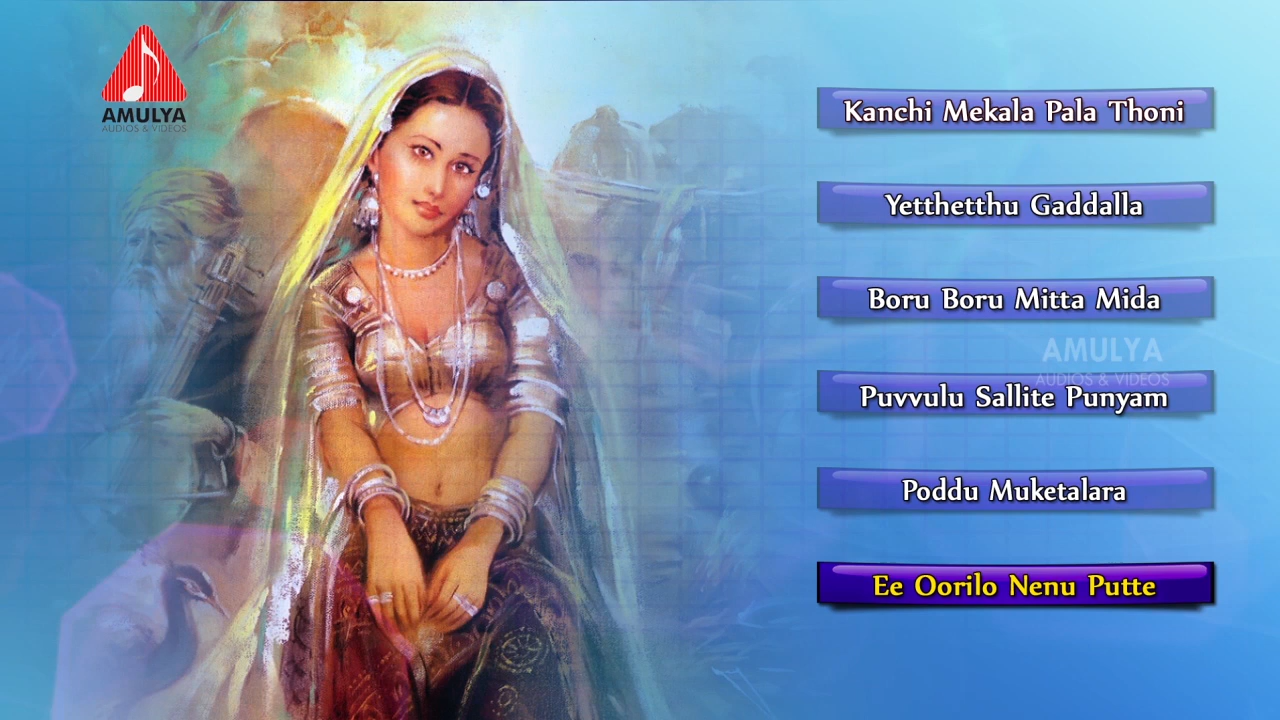 AMULYA
AUDIOS & VIDEOS
Kanchi Mekala Pala Thoni
Yetthetthu Gaddalla
Boru Boru Mitta Mida
AMULYA
AUDIOS & VIDEOS
Puvvulu Sallite Punyam
Poddu Muketalara
Ee Oorilo Nenu Putte